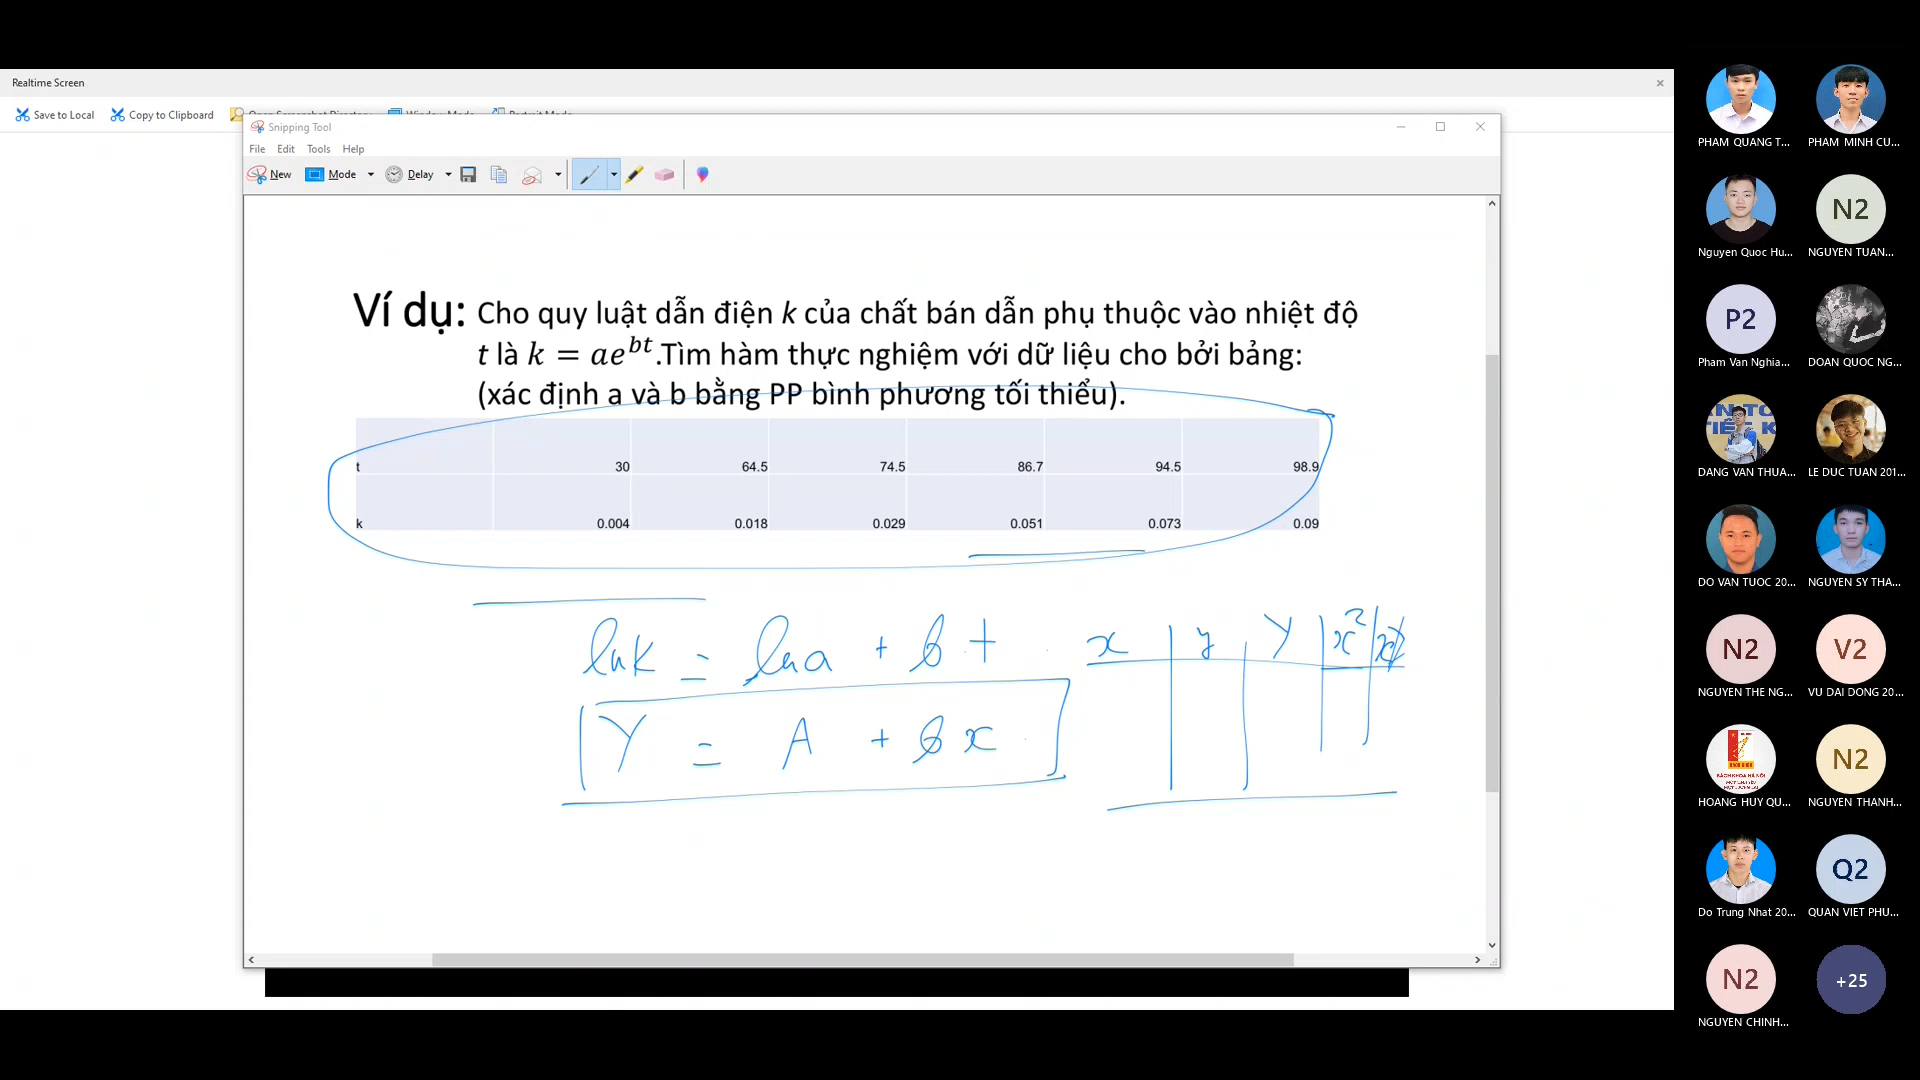 Realtime Screen
Save to Local Copy to Clipboard
Snipping Tool
File Edit Tools Help
New Mode Delay
Ví dụ: Cho quy luật dẫn điện k của chất bán dẫn phụ thuộc vào nhiệt độ
t là k = ae^{bt}.Tìm hàm thực nghiệm với dữ liệu cho bởi bảng:
(xác định a và b bằng PP bình phương tối thiểu).
t 30 64.5 74.5 86.7 94.5 98.9
k 0.004 0.018 0.029 0.051 0.073 0.09
lnk = lna + b t
Y = A + b x
x y Y x² xY
PHAM QUANG T...
PHAM MINH CU...
Nguyen Quoc Hu...
N2
NGUYEN TUAN...
P2
Pham Van Nghia...
DOAN QUOC NG...
DANG VAN THUA...
LE DUC TUAN 201...
DO VAN TUOC 20...
NGUYEN SY THA...
N2
NGUYEN THE NG...
V2
VU DAI DONG 20...
HOANG HUY QU...
N2
NGUYEN THANH...
Do Trung Nhat 20...
Q2
QUAN VIET PHU...
N2
NGUYEN CHINH...
+25